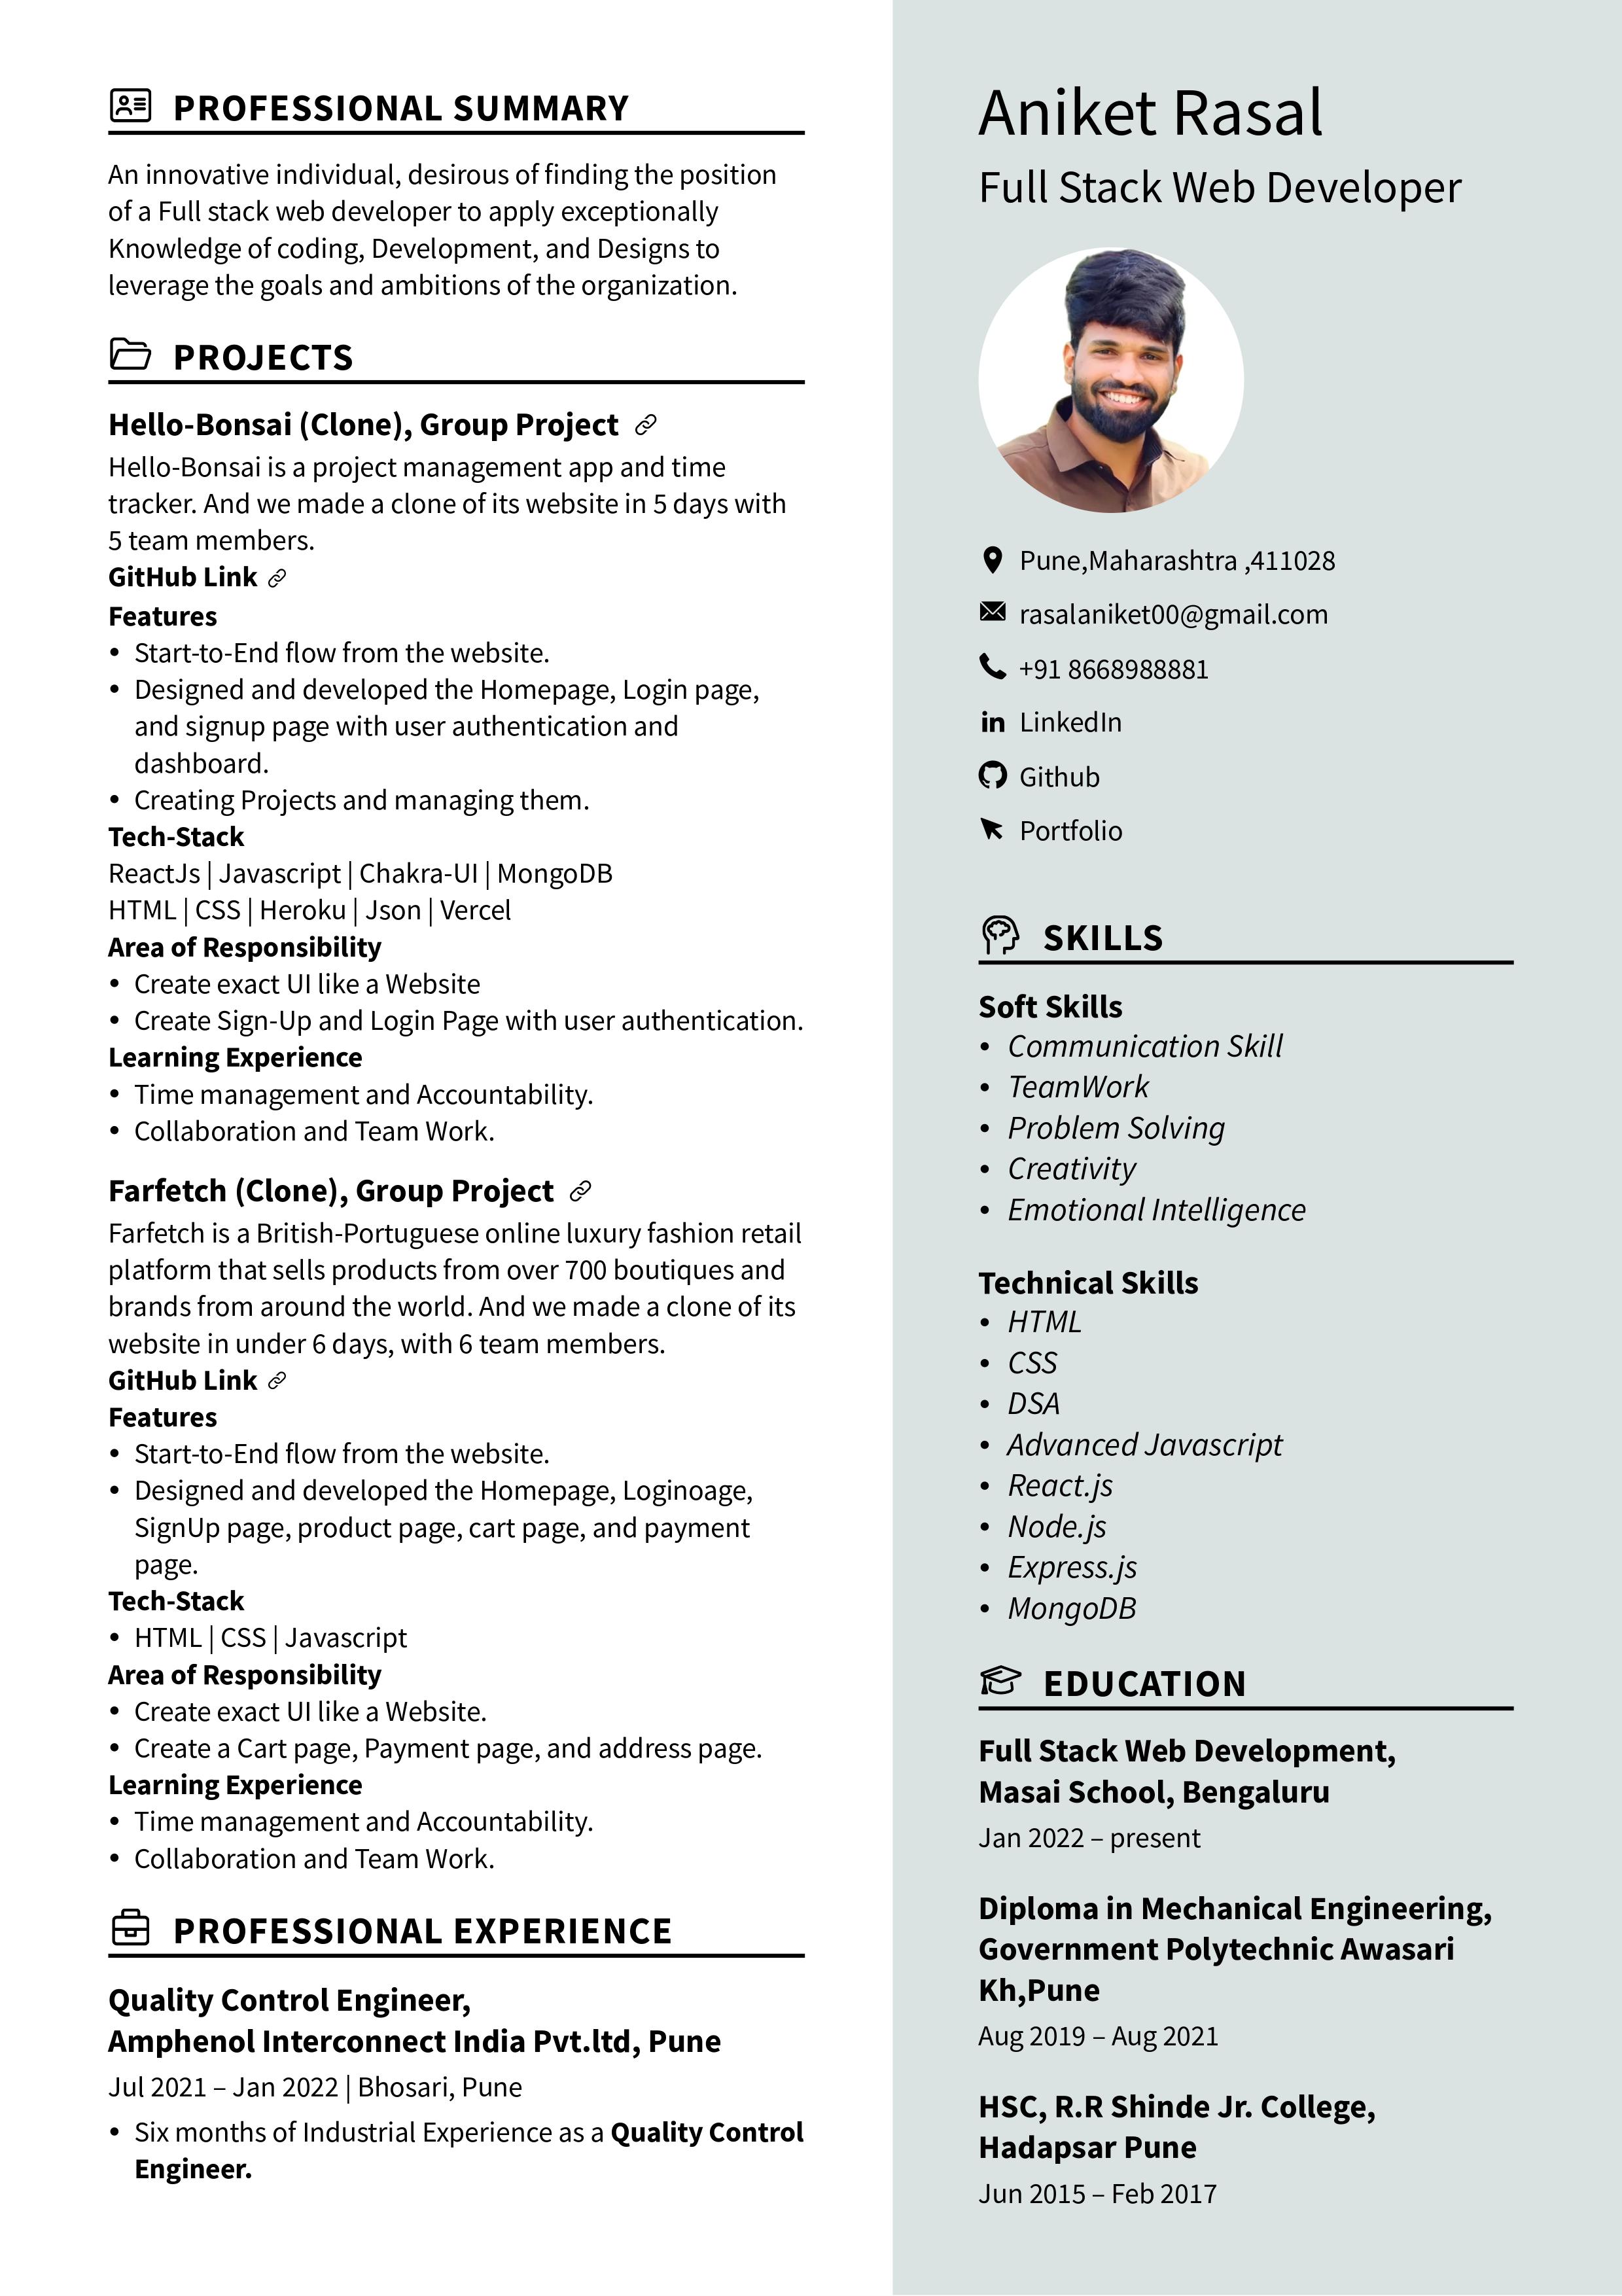 PROFESSIONAL SUMMARY
An innovative individual, desirous of finding the position
of a Full stack web developer to apply exceptionally
Knowledge of coding, Development, and Designs to
leverage the goals and ambitions of the organization.
PROJECTS
Hello-Bonsai (Clone), Group Project
Hello-Bonsai is a project management app and time
tracker. And we made a clone of its website in 5 days with
5 team members.
GitHub Link
Features
• Start-to-End flow from the website.
• Designed and developed the Homepage, Login page,
and signup page with user authentication and
dashboard.
• Creating Projects and managing them.
Tech-Stack
ReactJs | Javascript | Chakra-UI | MongoDB
HTML | CSS | Heroku | Json | Vercel
Area of Responsibility
• Create exact UI like a Website
• Create Sign-Up and Login Page with user authentication.
Learning Experience
• Time management and Accountability.
• Collaboration and Team Work.
Farfetch (Clone), Group Project
Farfetch is a British-Portuguese online luxury fashion retail
platform that sells products from over 700 boutiques and
brands from around the world. And we made a clone of its
website in under 6 days, with 6 team members.
GitHub Link
Features
• Start-to-End flow from the website.
• Designed and developed the Homepage, Loginoage,
SignUp page, product page, cart page, and payment
page.
Tech-Stack
• HTML | CSS | Javascript
Area of Responsibility
• Create exact UI like a Website.
• Create a Cart page, Payment page, and address page.
Learning Experience
• Time management and Accountability.
• Collaboration and Team Work.
PROFESSIONAL EXPERIENCE
Quality Control Engineer,
Amphenol Interconnect India Pvt.ltd, Pune
Jul 2021 – Jan 2022 | Bhosari, Pune
• Six months of Industrial Experience as a Quality Control
Engineer.
Aniket Rasal
Full Stack Web Developer
Pune,Maharashtra ,411028
rasalaniket00@gmail.com
+91 8668988881
LinkedIn
Github
Portfolio
SKILLS
Soft Skills
• Communication Skill
• TeamWork
• Problem Solving
• Creativity
• Emotional Intelligence
Technical Skills
• HTML
• CSS
• DSA
• Advanced Javascript
• React.js
• Node.js
• Express.js
• MongoDB
EDUCATION
Full Stack Web Development,
Masai School, Bengaluru
Jan 2022 – present
Diploma in Mechanical Engineering,
Government Polytechnic Awasari
Kh,Pune
Aug 2019 – Aug 2021
HSC, R.R Shinde Jr. College,
Hadapsar Pune
Jun 2015 – Feb 2017